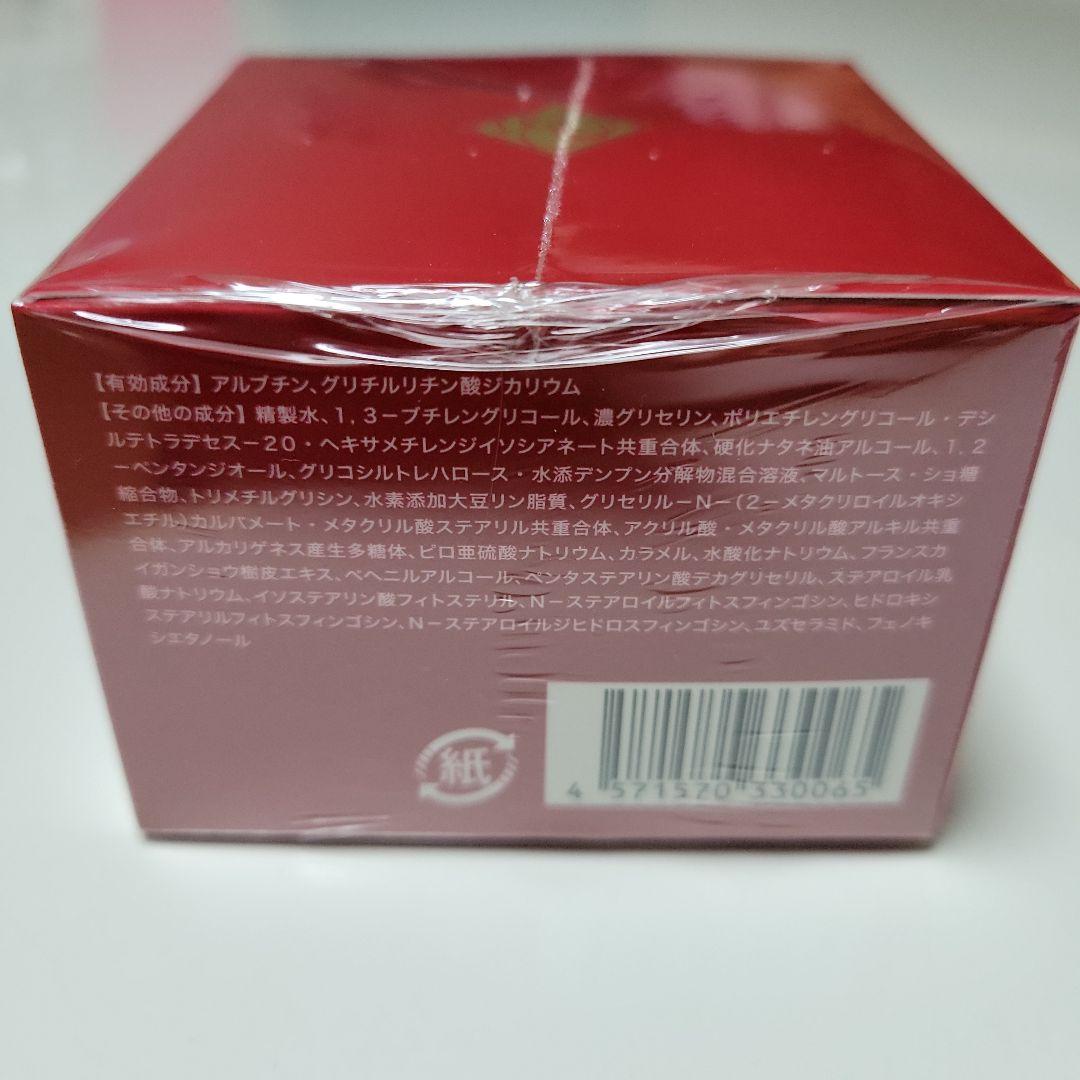 【有効成分】アルブチン、グリチルリチン酸ジカリウム
【その他の成分】精製水、1，3－ブチレングリコール、濃グリセリン、ポリエチレングリコール・デシ
ルテトラデセス－20・ヘキサメチレンジイソシアネート共重合体、硬化ナタネ油アルコール、1，2
－ペンタンジオール、グリコシルトレハロース・水添デンプン分解物混合溶液、マルトース・ショ糖
縮合物、トリメチルグリシン、水素添加大豆リン脂質、グリセリル－N－（2－メタクリロイルオキシ
エチル）カルバメート・メタクリル酸ステアリル共重合体、アクリル酸・メタクリル酸アルキル共重
合体、アルカリゲネス産生多糖体、ピロ亜硫酸ナトリウム、カラメル、水酸化ナトリウム、フランスカ
イガンショウ樹皮エキス、ベヘニルアルコール、ペンタステアリン酸デカグリセリル、ステアロイル乳
酸ナトリウム、イソステアリン酸フィトステリル、N－ステアロイルフィトスフィンゴシン、ヒドロキシ
ステアリルフィトスフィンゴシン、N－ステアロイルジヒドロスフィンゴシン、ユズセラミド、フェノキ
シエタノール
紙
4 571570 330065